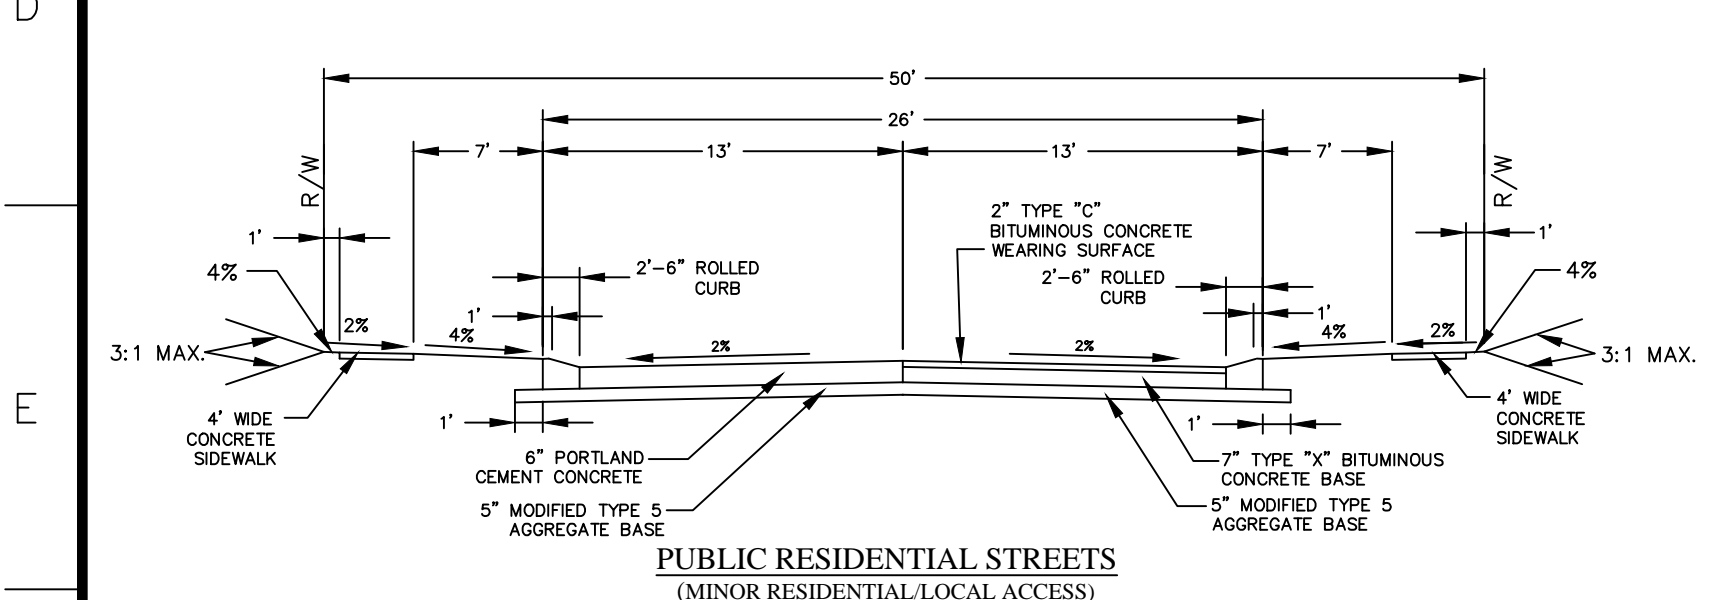 D
50'
26'
7'
13'
13'
7'
R/W
R/W
2" TYPE "C"
BITUMINOUS CONCRETE
WEARING SURFACE
1'
1'
4%
2'-6" ROLLED
CURB
2'-6" ROLLED
CURB
4%
1'
1'
2%
4%
2%
2%
4%
2%
3:1 MAX.
3:1 MAX.
E
4' WIDE
CONCRETE
SIDEWALK
1'
1'
4' WIDE
CONCRETE
SIDEWALK
6" PORTLAND
CEMENT CONCRETE
7" TYPE "X" BITUMINOUS
CONCRETE BASE
5" MODIFIED TYPE 5
AGGREGATE BASE
5" MODIFIED TYPE 5
AGGREGATE BASE
PUBLIC RESIDENTIAL STREETS
(MINOR RESIDENTIAL/LOCAL ACCESS)